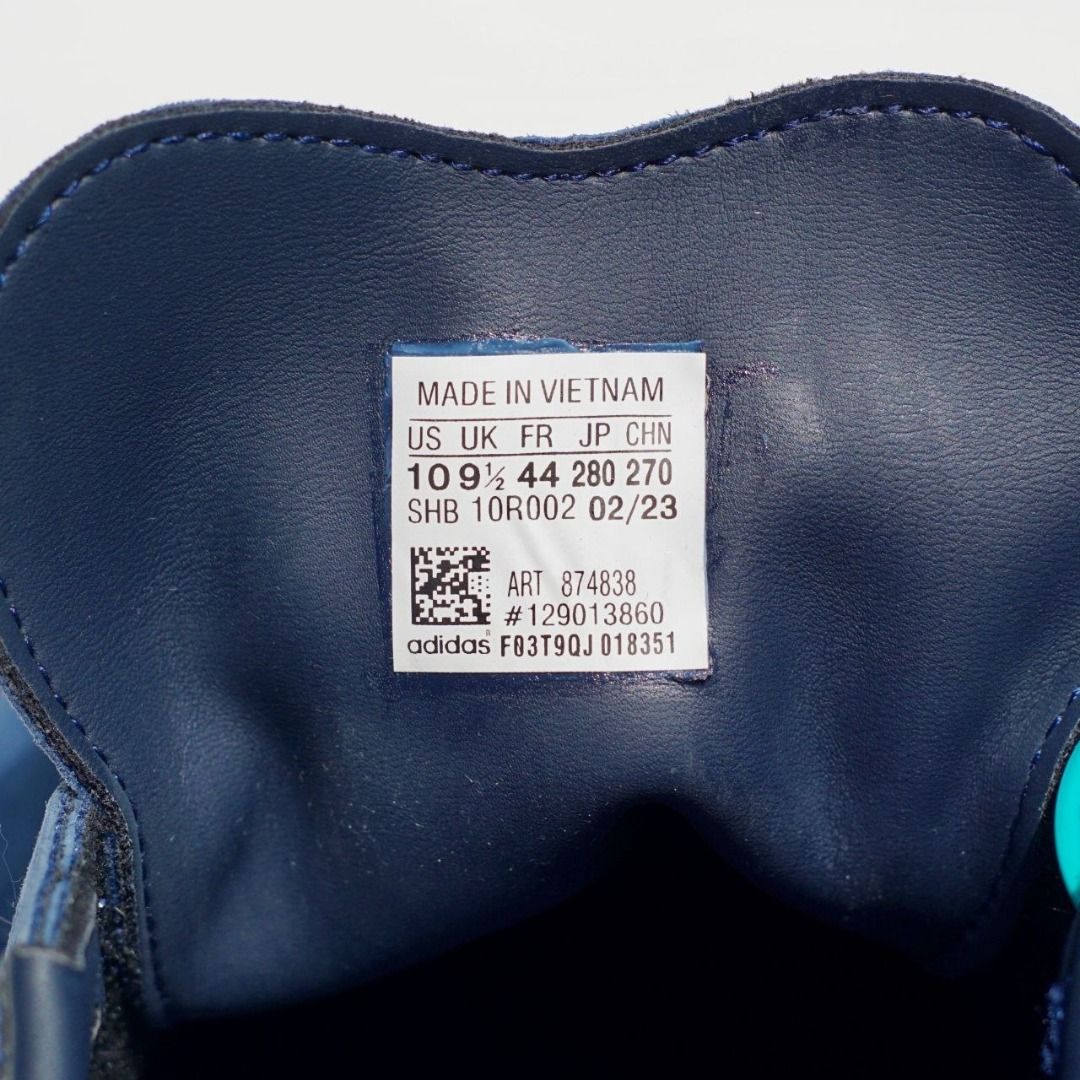 MADE IN VIETNAM
US UK FR JP CHN
10 9½ 44 280 270
SHB 10R002 02/23
ART 874838
#129013860
adidas® F03T9QJ 018351